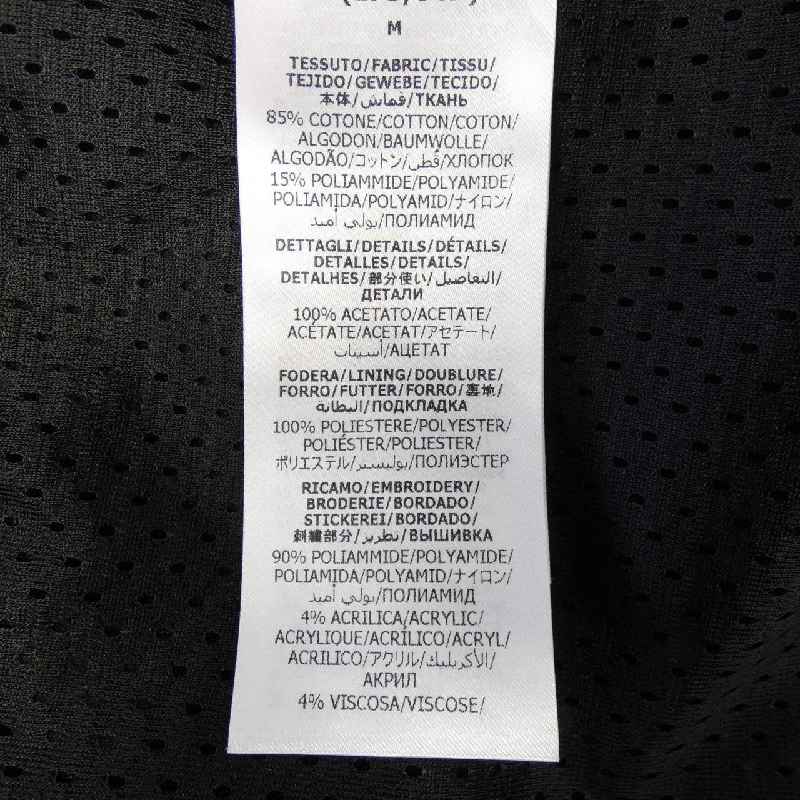 M
TESSUTO/FABRIC/TISSU/
TEJIDO/GEWEBE/TECIDO/
本体/قماش/ТКАНЬ
85% COTONE/COTTON/COTON/
ALGODON/BAUMWOLLE/
ALGODÃO/コットン/قطن/ХЛОПОК
15% POLIAMMIDE/POLYAMIDE/
POLIAMIDA/POLYAMID/ナイロン/
بولي أميد/ПОЛИАМИД
DETTAGLI/DETAILS/DÉTAILS/
DETALLES/DETAILS/
DETALHES/部分使い/التفاصيل/
ДЕТАЛИ
100% ACETATO/ACETATE/
ACÉTATE/ACETAT/アセテート/
أسيتات/АЦЕТАТ
FODERA/LINING/DOUBLURE/
FORRO/FUTTER/FORRO/裏地/
البطانة/ПОДКЛАДКА
100% POLIESTERE/POLYESTER/
POLIÉSTER/POLIESTER/
ポリエステル/بوليستر/ПОЛИЭСТЕР
RICAMO/EMBROIDERY/
BRODERIE/BORDADO/
STICKEREI/BORDADO/
刺繍部分/تطريز/ВЫШИВКА
90% POLIAMMIDE/POLYAMIDE/
POLIAMIDA/POLYAMID/ナイロン/
بولي أميد/ПОЛИАМИД
4% ACRILICA/ACRYLIC/
ACRYLIQUE/ACRÍLICO/ACRYL/
ACRILICO/アクリル/الأكريليك/
АКРИЛ
4% VISCOSA/VISCOSE/